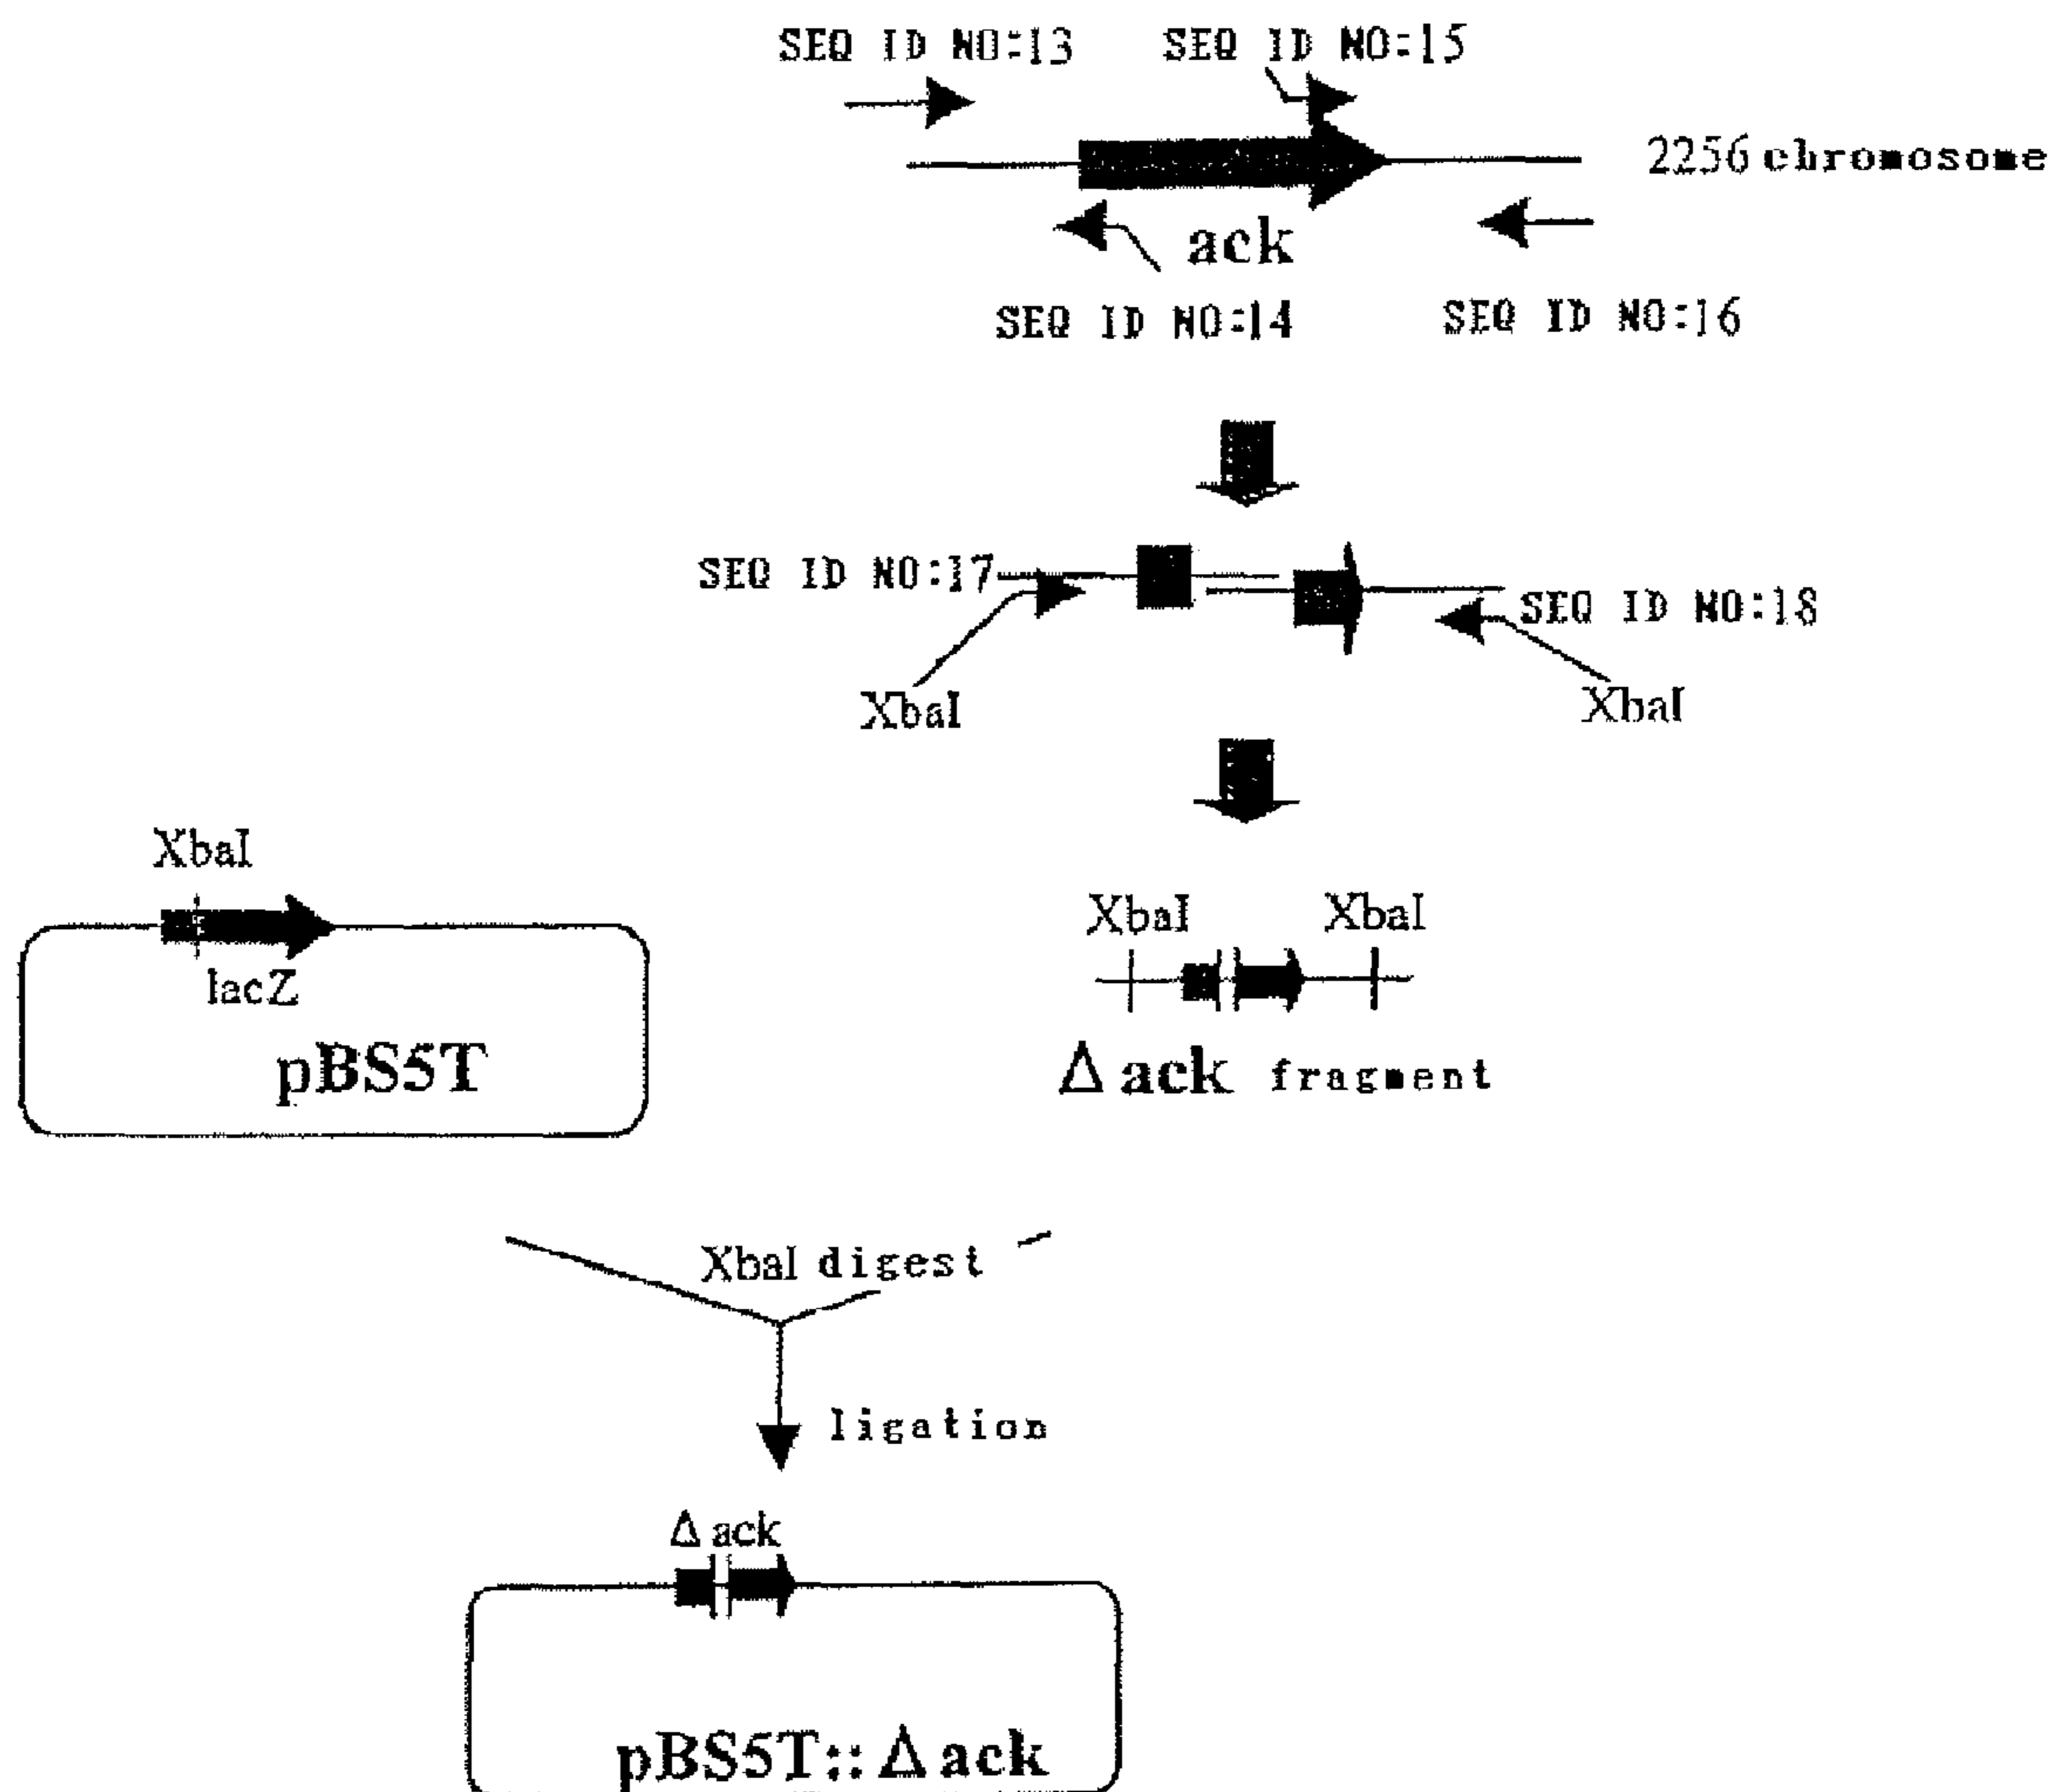 SEQ ID NO:13 SEQ ID NO:15
2256 chromosome
ack
SEQ ID NO:14 SEQ ID NO:16
SEQ ID NO:17
SEQ ID NO:18
XbaI XbaI
XbaI
lacZ
pBS5T
XbaI XbaI
Δack fragment
XbaI digest
ligation
Δack
pBS5T::Δack